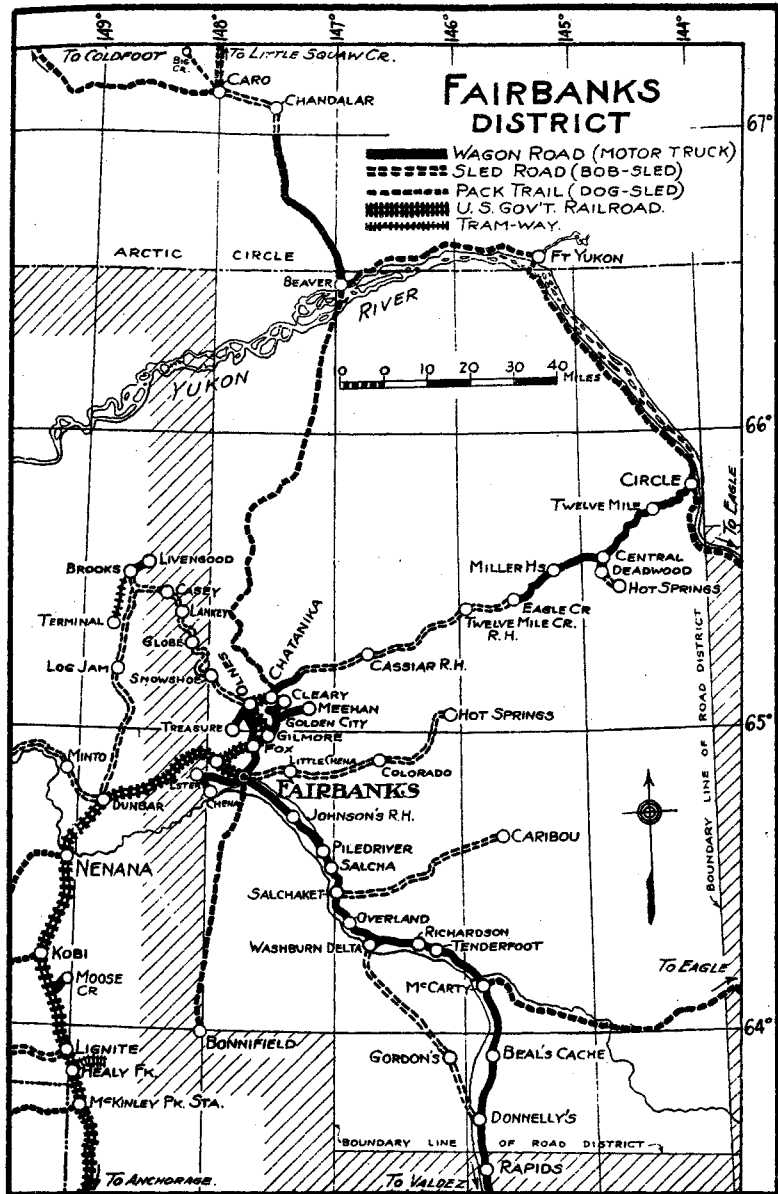 149°
148°
147°
146°
145°
144°
TO COLDFOOT
BIG CR.
TO LITTLE SQUAW CR.
CARO
CHANDALAR
FAIRBANKS
DISTRICT
67°
WAGON ROAD (MOTOR TRUCK)
SLED ROAD (BOB-SLED)
PACK TRAIL (DOG-SLED)
U.S. GOV'T. RAILROAD.
TRAM-WAY.
ARCTIC CIRCLE
FT YUKON
BEAVER
RIVER
YUKON
0 0 10 20 30 40
MILES
66°
CIRCLE
TWELVE MILE
TO EAGLE
BROOKS
LIVENGOOD
MILLER HS
CENTRAL
DEADWOOD
HOT SPRINGS
CASEY
LANKEY
EAGLE CR
TWELVE MILE CR.
R.H.
TERMINAL
GLOBE
OLNES
CHATANIKA
CASSIAR R.H.
LOG JAM
SNOWSHOE
CLEARY
MEEHAN
TREASURE
GOLDEN CITY
GILMORE
HOT SPRINGS
65°
FOX
MINTO
LITTLE CHENA
COLORADO
ESTER
CHENA
FAIRBANKS
DUNBAR
JOHNSON'S R.H.
NENANA
PILEDRIVER
SALCHA
CARIBOU
SALCHAKET
OVERLAND
RICHARDSON
WASHBURN DELTA
TENDERFOOT
BOUNDARY LINE OF ROAD DISTRICT
KOBI
MOOSE
CR
MCCARTY
TO EAGLE
64°
LIGNITE
BONNIFIELD
GORDON'S
BEAL'S CACHE
HEALY FK.
MCKINLEY PK. STA.
DONNELLY'S
BOUNDARY LINE OF ROAD DISTRICT
RAPIDS
TO ANCHORAGE.
TO VALDEZ